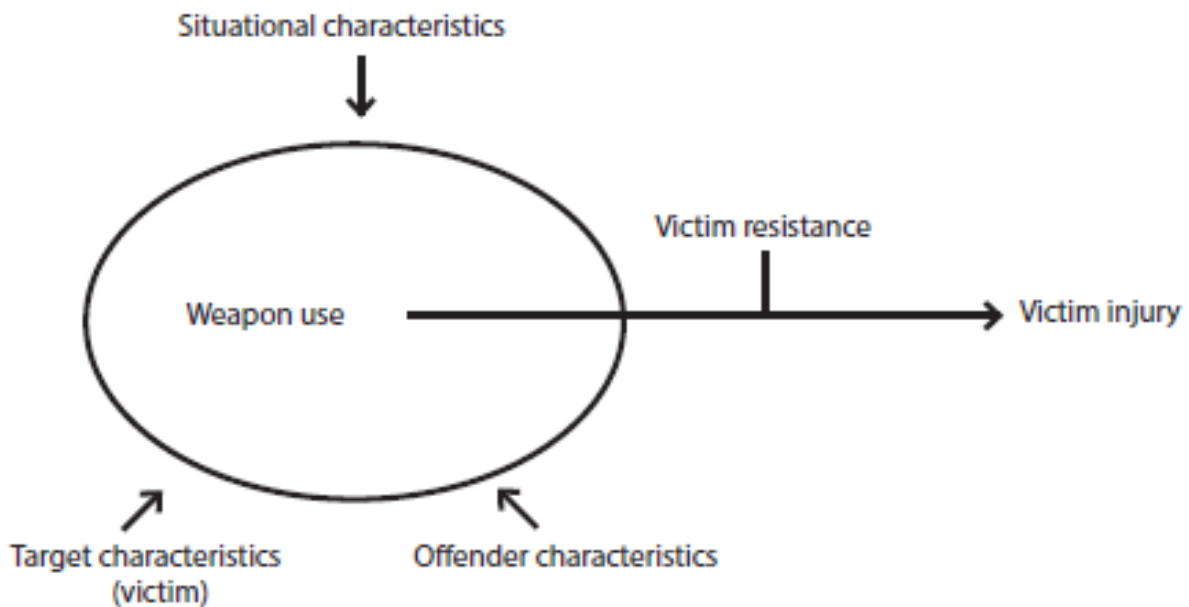 Situational characteristics
Victim resistance
Weapon use
Victim injury
Target characteristics
(victim)
Offender characteristics